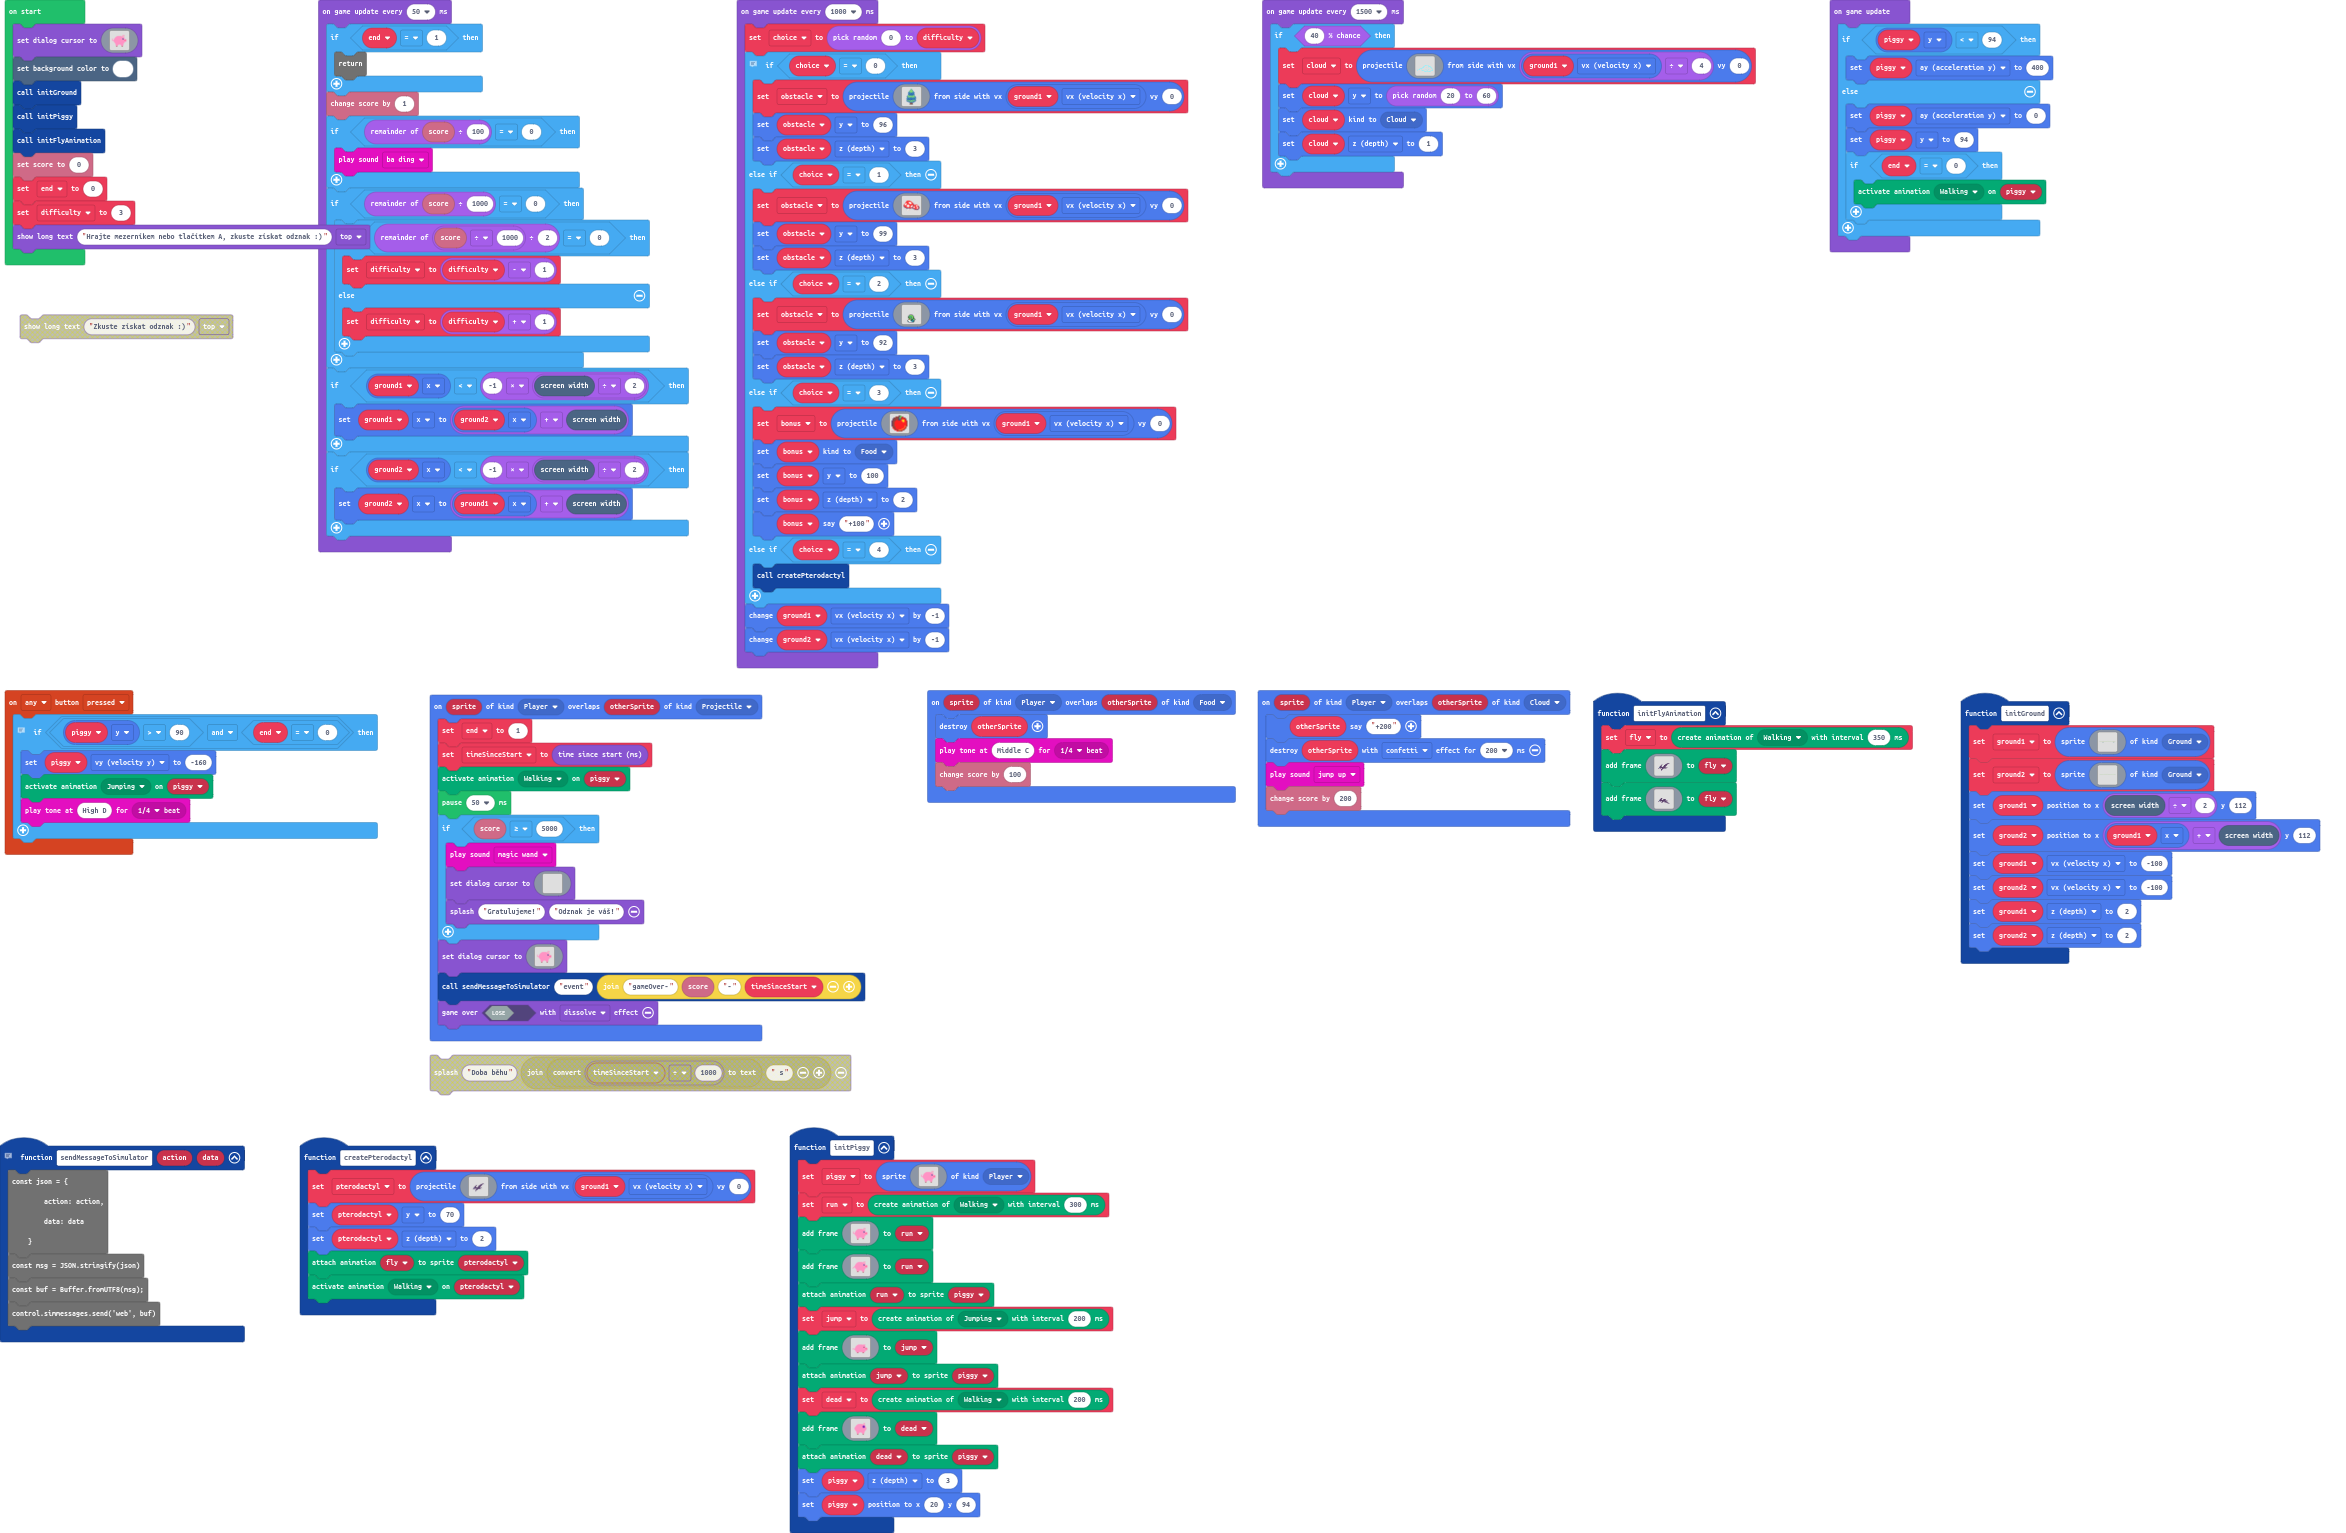 on start
set dialog cursor to
set background color to
call initGround
call initPiggy
call initFlyAnimation
set score to 0
set end to 0
set difficulty to 3
show long text "Hrajte mezerníkem nebo tlačítkem A, zkuste získat odznak :)" top
show long text "Zkuste získat odznak :)" top
on game update every 50 ms
if end = 1 then
return
change score by 1
if remainder of score ÷ 100 = 0 then
play sound ba ding
if remainder of score ÷ 1000 = 0 then
remainder of score ÷ 1000 ÷ 2 = 0 then
set difficulty to difficulty - 1
else
set difficulty to difficulty + 1
if ground1 x < -1 × screen width ÷ 2 then
set ground1 x to ground2 x + screen width
if ground2 x < -1 × screen width ÷ 2 then
set ground2 x to ground1 x + screen width
on game update every 1000 ms
set choice to pick random 0 to difficulty
if choice = 0 then
set obstacle to projectile from side with vx ground1 vx (velocity x) vy 0
set obstacle y to 96
set obstacle z (depth) to 3
else if choice = 1 then
set obstacle to projectile from side with vx ground1 vx (velocity x) vy 0
set obstacle y to 99
set obstacle z (depth) to 3
else if choice = 2 then
set obstacle to projectile from side with vx ground1 vx (velocity x) vy 0
set obstacle y to 92
set obstacle z (depth) to 3
else if choice = 3 then
set bonus to projectile from side with vx ground1 vx (velocity x) vy 0
set bonus kind to Food
set bonus y to 100
set bonus z (depth) to 2
bonus say "+100"
else if choice = 4 then
call createPterodactyl
change ground1 vx (velocity x) by -1
change ground2 vx (velocity x) by -1
on game update every 1500 ms
if 40 % chance then
set cloud to projectile from side with vx ground1 vx (velocity x) ÷ 4 vy 0
set cloud y to pick random 20 to 60
set cloud kind to Cloud
set cloud z (depth) to 1
on game update
if piggy y < 94 then
set piggy ay (acceleration y) to 400
else
set piggy ay (acceleration y) to 0
set piggy y to 94
if end = 0 then
activate animation Walking on piggy
on any button pressed
if piggy y > 90 and end = 0 then
set piggy vy (velocity y) to -160
activate animation Jumping on piggy
play tone at High D for 1/4 beat
on sprite of kind Player overlaps otherSprite of kind Projectile
set end to 1
set timeSinceStart to time since start (ms)
activate animation Walking on piggy
pause 50 ms
if score ≥ 5000 then
play sound magic wand
set dialog cursor to
splash "Gratulujeme!" "Odznak je váš!"
set dialog cursor to
call sendMessageToSimulator "event" join "gameOver-" score "-" timeSinceStart
game over LOSE with dissolve effect
splash "Doba běhu" join convert timeSinceStart ÷ 1000 to text " s"
on sprite of kind Player overlaps otherSprite of kind Food
destroy otherSprite
play tone at Middle C for 1/4 beat
change score by 100
on sprite of kind Player overlaps otherSprite of kind Cloud
otherSprite say "+200"
destroy otherSprite with confetti effect for 200 ms
play sound jump up
change score by 200
function initFlyAnimation
set fly to create animation of Walking with interval 350 ms
add frame to fly
add frame to fly
function initGround
set ground1 to sprite of kind Ground
set ground2 to sprite of kind Ground
set ground1 position to x screen width ÷ 2 y 112
set ground2 position to x ground1 x + screen width y 112
set ground1 vx (velocity x) to -100
set ground2 vx (velocity x) to -100
set ground1 z (depth) to 2
set ground2 z (depth) to 2
function sendMessageToSimulator action data
const json = {
action: action,
data: data
}
const msg = JSON.stringify(json)
const buf = Buffer.fromUTF8(msg);
control.simmessages.send('web', buf)
function createPterodactyl
set pterodactyl to projectile from side with vx ground1 vx (velocity x) vy 0
set pterodactyl y to 70
set pterodactyl z (depth) to 2
attach animation fly to sprite pterodactyl
activate animation Walking on pterodactyl
function initPiggy
set piggy to sprite of kind Player
set run to create animation of Walking with interval 300 ms
add frame to run
add frame to run
attach animation run to sprite piggy
set jump to create animation of Jumping with interval 200 ms
add frame to jump
attach animation jump to sprite piggy
set dead to create animation of Walking with interval 200 ms
add frame to dead
attach animation dead to sprite piggy
set piggy z (depth) to 3
set piggy position to x 20 y 94